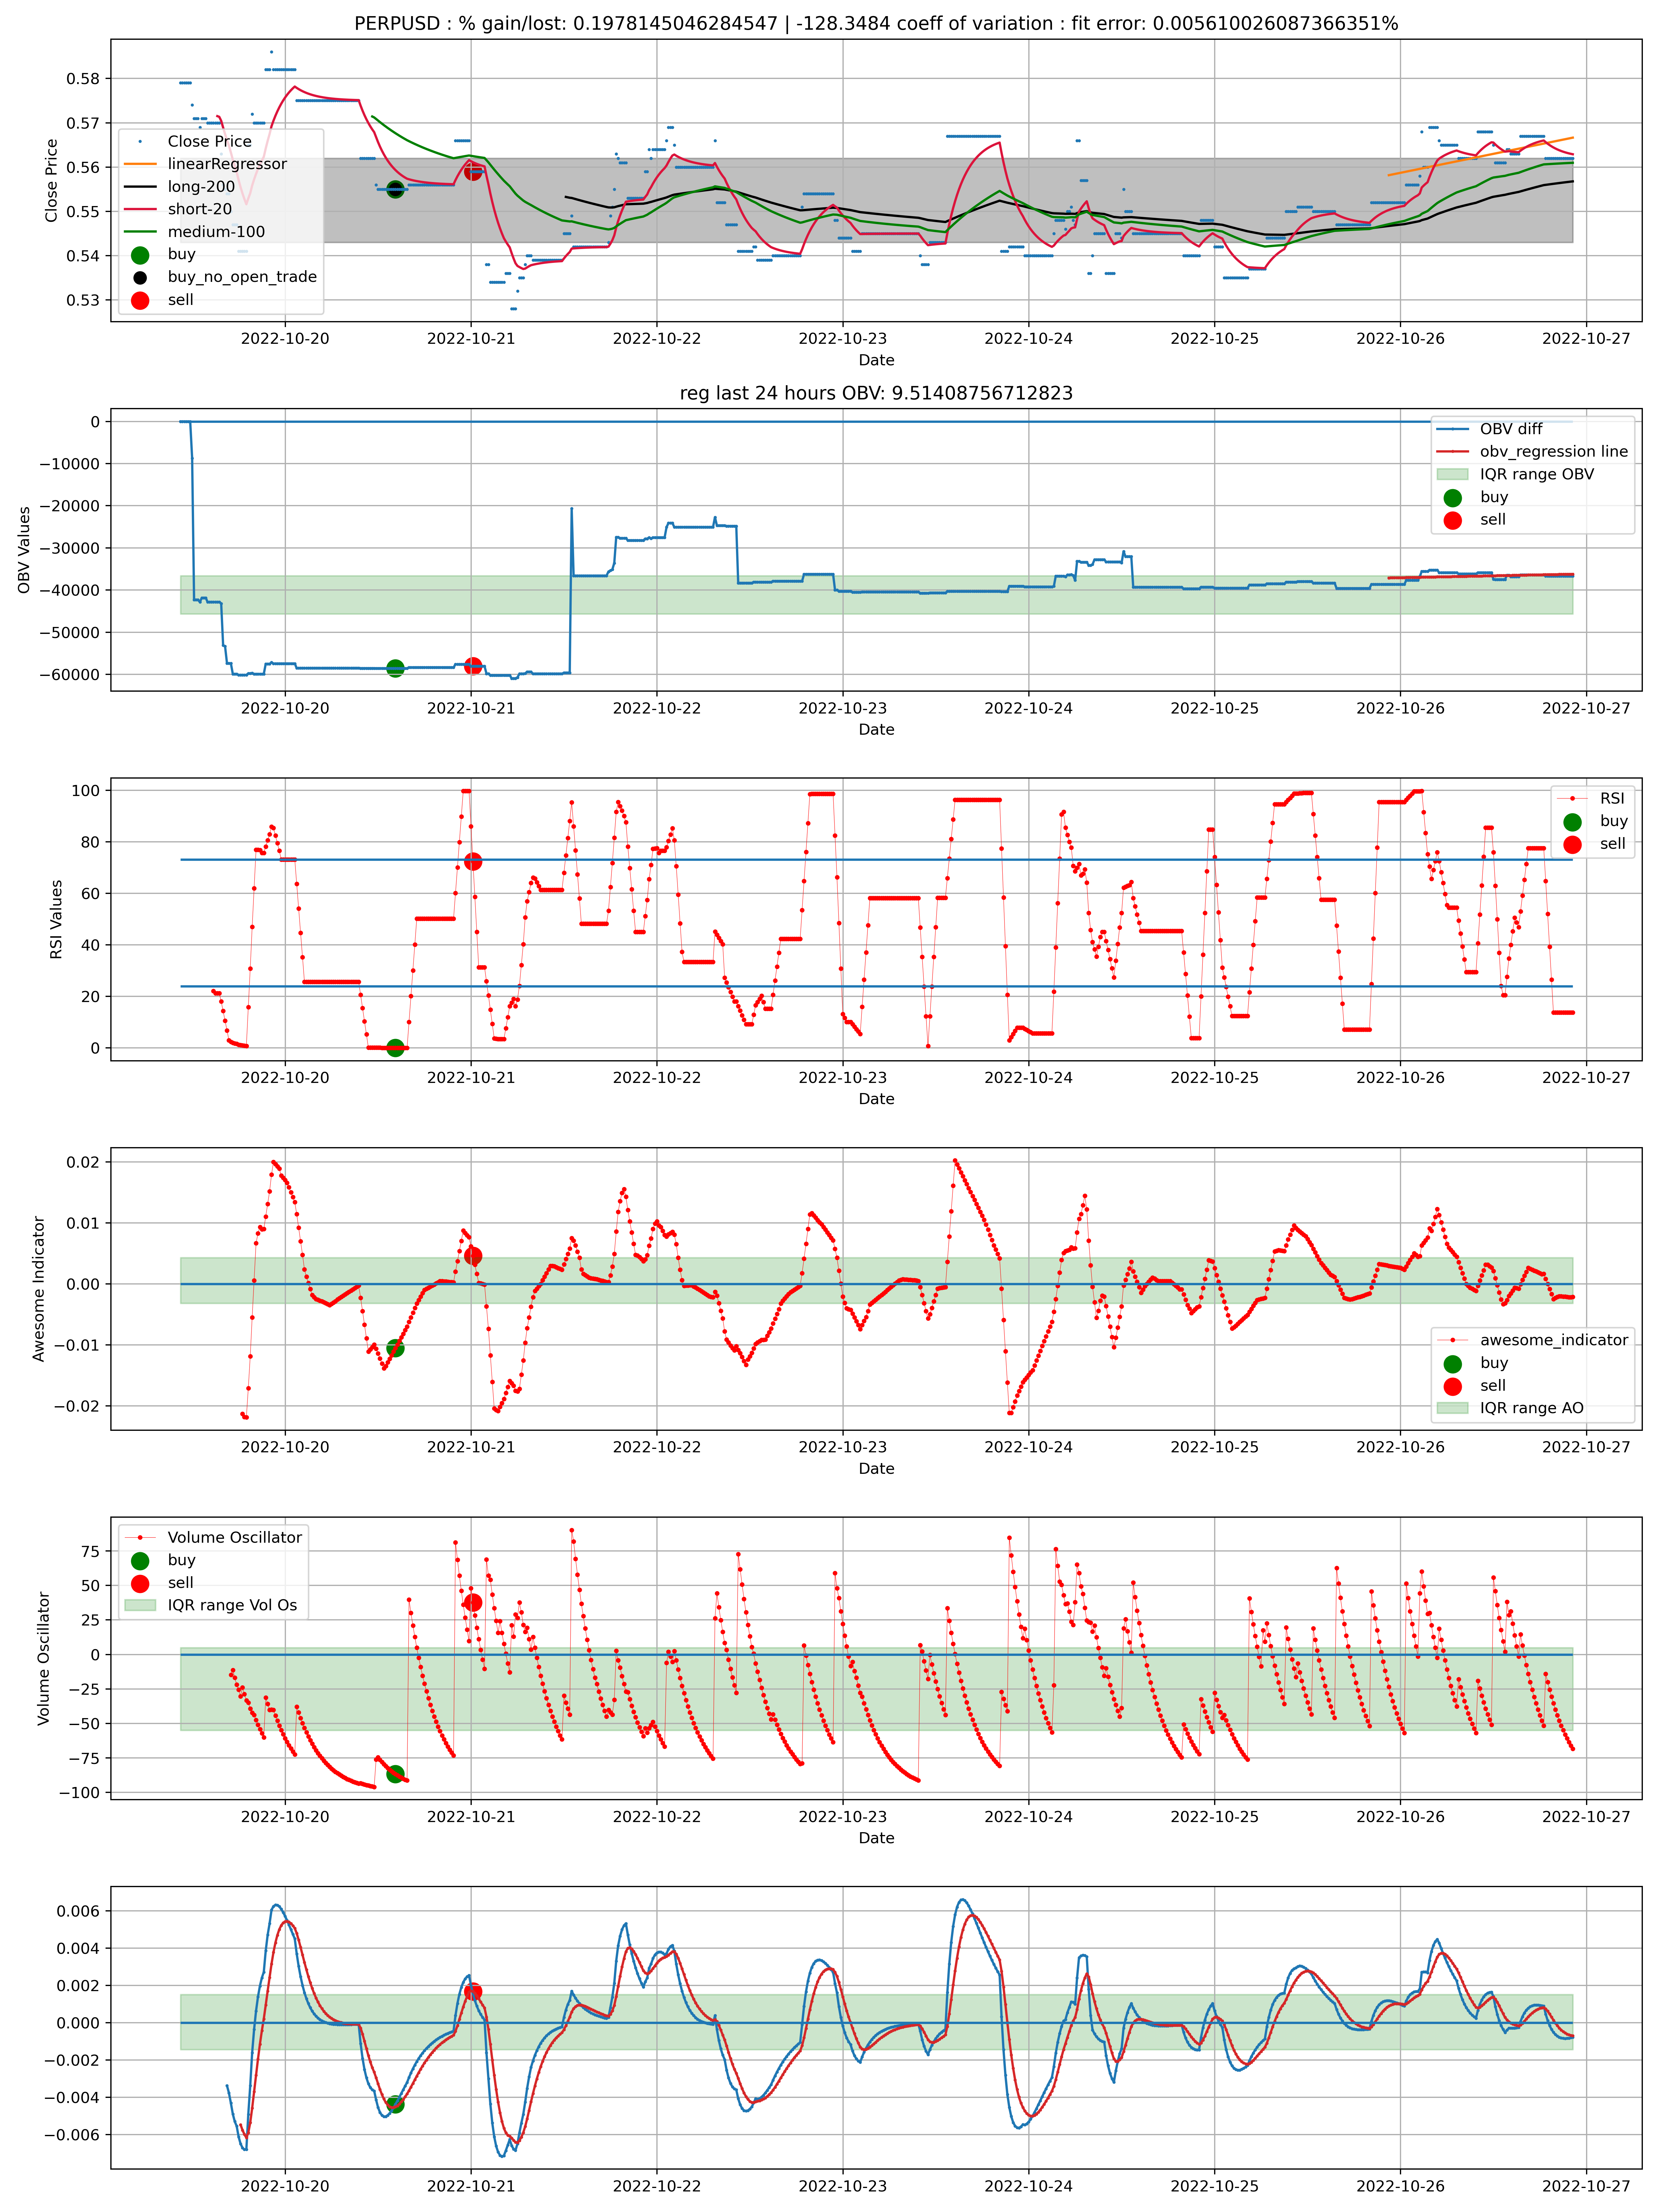 PERPUSD : % gain/lost: 0.1978145046284547 | -128.3484 coeff of variation : fit error: 0.005610026087366351%
Close Price
0.58
0.57
0.56
0.55
0.54
0.53
Close Price
linearRegressor
long-200
short-20
medium-100
buy
buy_no_open_trade
sell
2022-10-20 2022-10-21 2022-10-22 2022-10-23 2022-10-24 2022-10-25 2022-10-26 2022-10-27
Date
reg last 24 hours OBV: 9.51408756712823
OBV Values
0
−10000
−20000
−30000
−40000
−50000
−60000
OBV diff
obv_regression line
IQR range OBV
buy
sell
2022-10-20 2022-10-21 2022-10-22 2022-10-23 2022-10-24 2022-10-25 2022-10-26 2022-10-27
Date
RSI Values
100
80
60
40
20
0
RSI
buy
sell
2022-10-20 2022-10-21 2022-10-22 2022-10-23 2022-10-24 2022-10-25 2022-10-26 2022-10-27
Date
Awesome Indicator
0.02
0.01
0.00
−0.01
−0.02
awesome_indicator
buy
sell
IQR range AO
2022-10-20 2022-10-21 2022-10-22 2022-10-23 2022-10-24 2022-10-25 2022-10-26 2022-10-27
Date
Volume Oscillator
75
50
25
0
−25
−50
−75
−100
Volume Oscillator
buy
sell
IQR range Vol Os
2022-10-20 2022-10-21 2022-10-22 2022-10-23 2022-10-24 2022-10-25 2022-10-26 2022-10-27
Date
0.006
0.004
0.002
0.000
−0.002
−0.004
−0.006
2022-10-20 2022-10-21 2022-10-22 2022-10-23 2022-10-24 2022-10-25 2022-10-26 2022-10-27